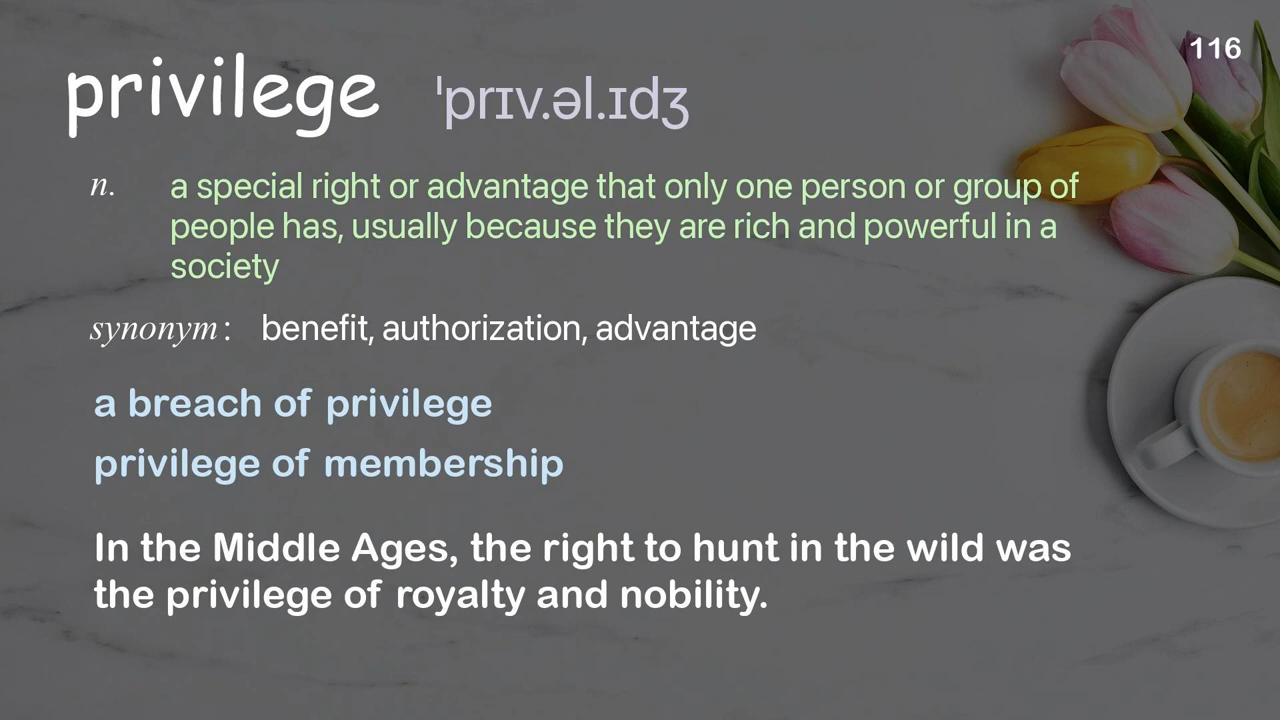 116
privilege ˈprɪv.əl.ɪdʒ
n. a special right or advantage that only one person or group of
people has, usually because they are rich and powerful in a
society
synonym: benefit, authorization, advantage
a breach of privilege
privilege of membership
In the Middle Ages, the right to hunt in the wild was
the privilege of royalty and nobility.